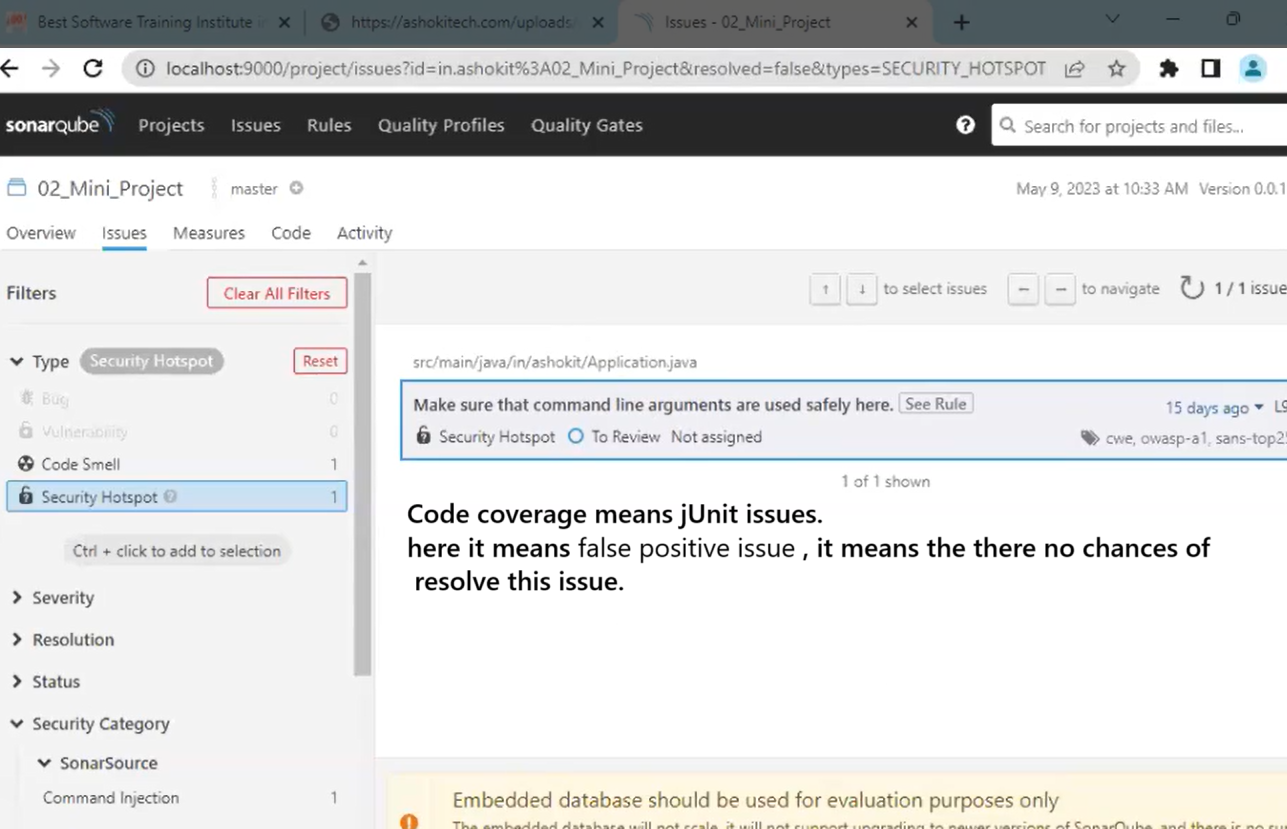 Best Software Training Institute in
https://ashokitech.com/uploads
Issues - 02_Mini_Project
localhost:9000/project/issues?id=in.ashokit%3A02_Mini_Project&resolved=false&types=SECURITY_HOTSPOT
sonarqube Projects Issues Rules Quality Profiles Quality Gates ? Search for projects and files...
02_Mini_Project master May 9, 2023 at 10:33 AM Version 0.0.1
Overview Issues Measures Code Activity
Filters Clear All Filters
↑ ↓ to select issues ← → to navigate 1 / 1 issue
Type Security Hotspot Reset
Bug 0
Vulnerability 0
Code Smell 1
Security Hotspot ? 1
Ctrl + click to add to selection
Severity
Resolution
Status
Security Category
SonarSource
Command Injection 1
src/main/java/in/ashokit/Application.java
Make sure that command line arguments are used safely here. See Rule 15 days ago L9
Security Hotspot To Review Not assigned cwe, owasp-a1, sans-top25
1 of 1 shown
Code coverage means jUnit issues.
here it means false positive issue , it means the there no chances of
resolve this issue.
Embedded database should be used for evaluation purposes only
The embedded database will not scale, it will not support upgrading to newer versions of SonarQube, and there is no